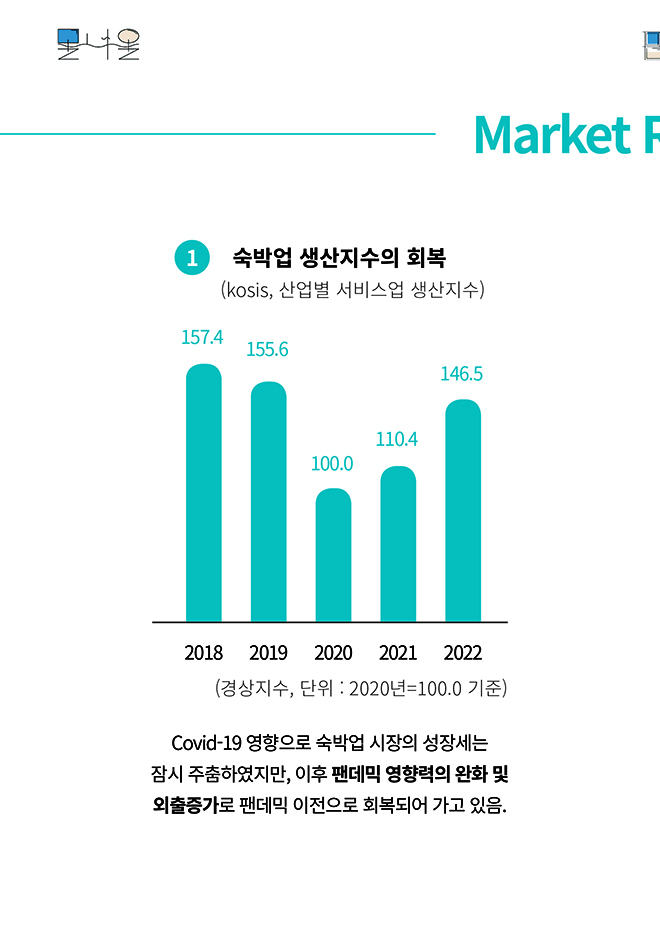 Market
1 숙박업 생산지수의 회복
(kosis, 산업별 서비스업 생산지수)
157.4
155.6
100.0
110.4
146.5
2018 2019 2020 2021 2022
(경상지수, 단위 : 2020년=100.0 기준)
Covid-19 영향으로 숙박업 시장의 성장세는
잠시 주춤하였지만, 이후 팬데믹 영향력의 완화 및
외출증가로 팬데믹 이전으로 회복되어 가고 있음.